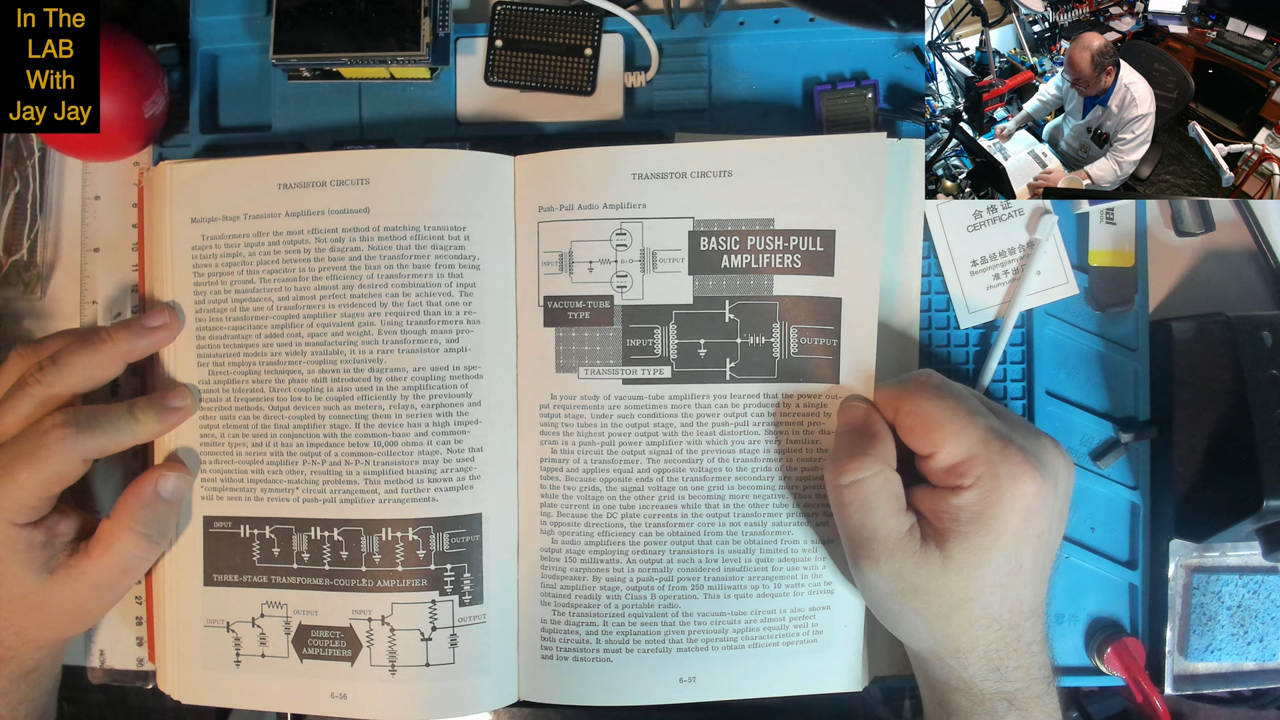 In The
LAB
With
Jay Jay
合格证
CERTIFICATE
本品经检验合格
准予出厂
TRANSISTOR CIRCUITS
Multiple-Stage Transistor Amplifiers (continued)
Transformers offer the most efficient method of matching transistor
stages to their inputs and outputs. Not only is this method efficient but it
is fairly simple, as can be seen by the diagram. Notice that the diagram
shows a capacitor placed between the base and the transformer secondary.
The purpose of this capacitor is to prevent the bias on the base from being
shorted to ground. The reason for the efficiency of transformers is that
they can be manufactured to have almost any desired combination of input
and output impedances, and almost perfect matches can be achieved. The
advantage of the use of transformers is evidenced by the fact that one or
two less transformer-coupled amplifier stages are required than in a re-
sistance-capacitance amplifier of equivalent gain. Using transformers has
the disadvantage of added cost, space and weight. Even though mass pro-
duction techniques are used in manufacturing such transformers, and
miniaturized models are widely available, it is a rare transistor ampli-
fier that employs transformer-coupling exclusively.
Direct-coupling techniques, as shown in the diagrams, are used in spe-
cial amplifiers where the phase shift introduced by other coupling methods
cannot be tolerated. Direct coupling is also used in the amplification of
signals at frequencies too low to be coupled efficiently by the previously
described methods. Output devices such as meters, relays, earphones and
other units can be direct-coupled by connecting them in series with the
output element of the final amplifier stage. If the device has a high imped-
ance, it can be used in conjunction with the common-base and common-
emitter types, and if it has an impedance below 10,000 ohms it can be
connected in series with the output of a common-collector stage. Note that
in a direct-coupled amplifier P-N-P and N-P-N transistors may be used
in conjunction with each other, resulting in a simplified biasing arrange-
ment without impedance-matching problems. This method is known as the
"complementary symmetry" circuit arrangement, and further examples
will be seen in the review of push-pull amplifier arrangements.
INPUT
OUTPUT
THREE-STAGE TRANSFORMER-COUPLED AMPLIFIER
INPUT
OUTPUT
DIRECT-
COUPLED
AMPLIFIERS
INPUT
OUTPUT
6-56
TRANSISTOR CIRCUITS
Push-Pull Audio Amplifiers
INPUT
B+
OUTPUT
BASIC PUSH-PULL
AMPLIFIERS
VACUUM-TUBE
TYPE
INPUT
OUTPUT
TRANSISTOR TYPE
In your study of vacuum-tube amplifiers you learned that the power out-
put requirements are sometimes more than can be produced by a single
output stage. Under such conditions the power output can be increased by
using two tubes in the output stage, and the push-pull arrangement pro-
duces the highest power output with the least distortion. Shown in the dia-
gram is a push-pull power amplifier with which you are very familiar.
In this circuit the output signal of the previous stage is applied to the
primary of a transformer. The secondary of the transformer is center-
tapped and applies equal and opposite voltages to the grids of the push-
tubes. Because opposite ends of the transformer secondary are applied
to the two grids, the signal voltage on one grid is becoming more positive
while the voltage on the other grid is becoming more negative. Thus the
plate current in one tube increases while that in the other tube is decreas-
ing. Because the DC plate currents in the output transformer primary
in opposite directions, the transformer core is not easily saturated, and
high operating efficiency can be obtained from the transformer.
In audio amplifiers the power output that can be obtained from a single
output stage employing ordinary transistors is usually limited to well
below 150 milliwatts. An output at such a low level is quite adequate for
driving earphones but is normally considered insufficient for use with a
loudspeaker. By using a push-pull power transistor arrangement in the
final amplifier stage, outputs of from 250 milliwatts up to 10 watts can be
obtained readily with Class B operation. This is quite adequate for driving
the loudspeaker of a portable radio.
The transistorized equivalent of the vacuum-tube circuit is also shown
in the diagram. It can be seen that the two circuits are almost perfect
duplicates, and the explanation given previously applies equally well to
both circuits. It should be noted that the operating characteristics of the
two transistors must be carefully matched to obtain efficient operation
and low distortion.
6-57